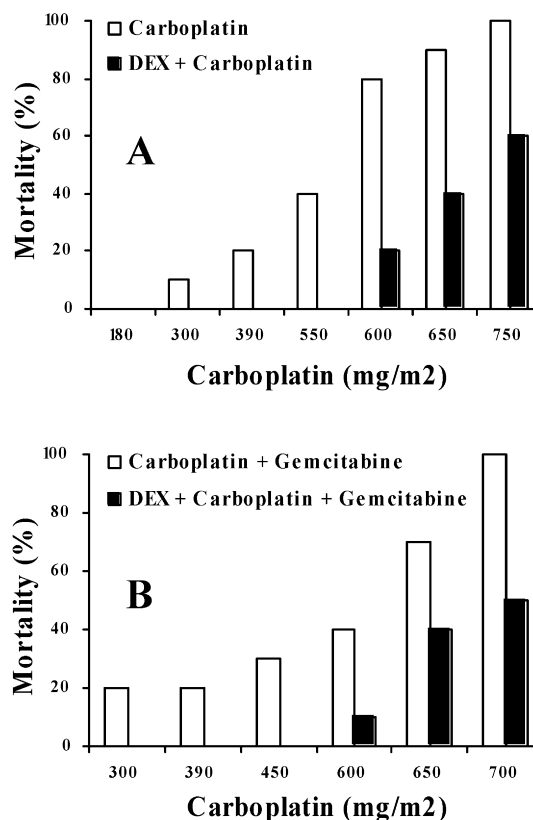 100
Carboplatin
80
DEX + Carboplatin
60
A
Mortality (%)
40
20
0
180 300 390 550 600 650 750
Carboplatin (mg/m2)
100
Carboplatin + Gemcitabine
80
DEX + Carboplatin + Gemcitabine
60
B
Mortality (%)
40
20
0
300 390 450 600 650 700
Carboplatin (mg/m2)